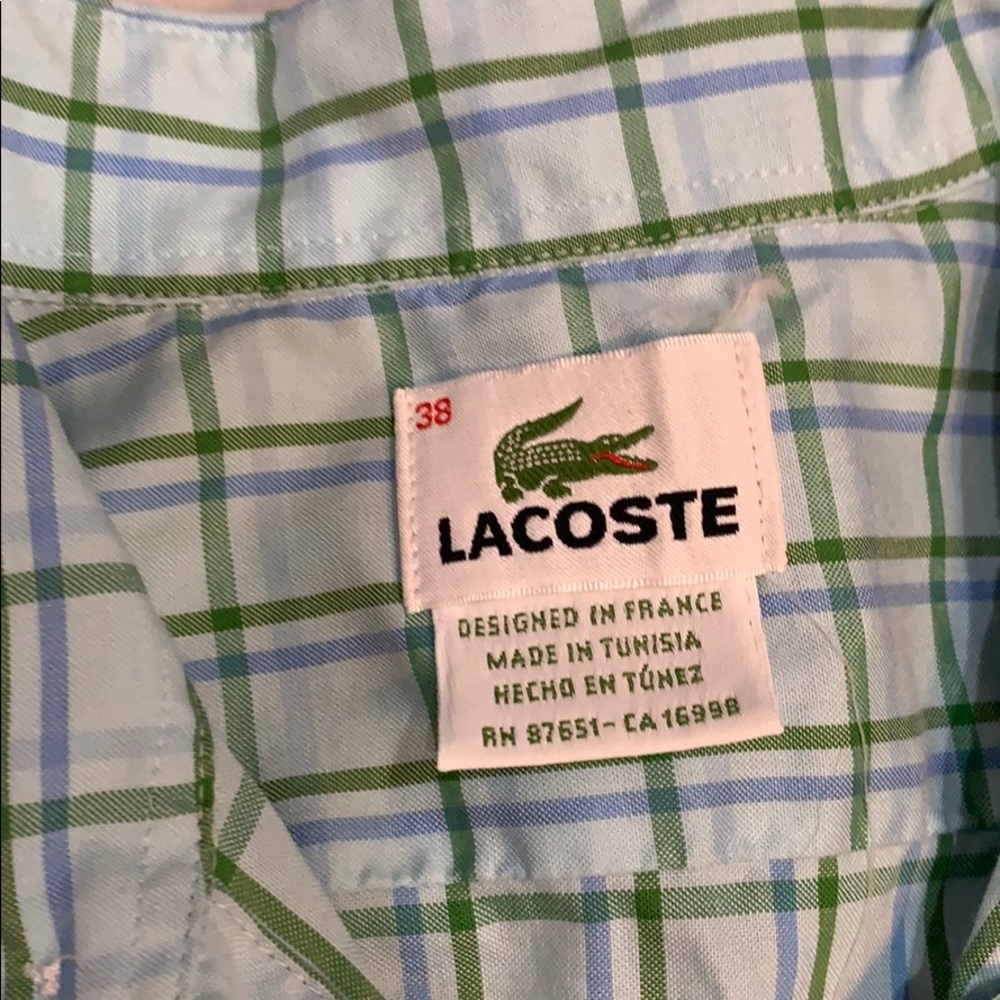 38
LACOSTE
DESIGNED IN FRANCE
MADE IN TUNISIA
HECHO EN TÚNEZ
RN 87651-CA 16998